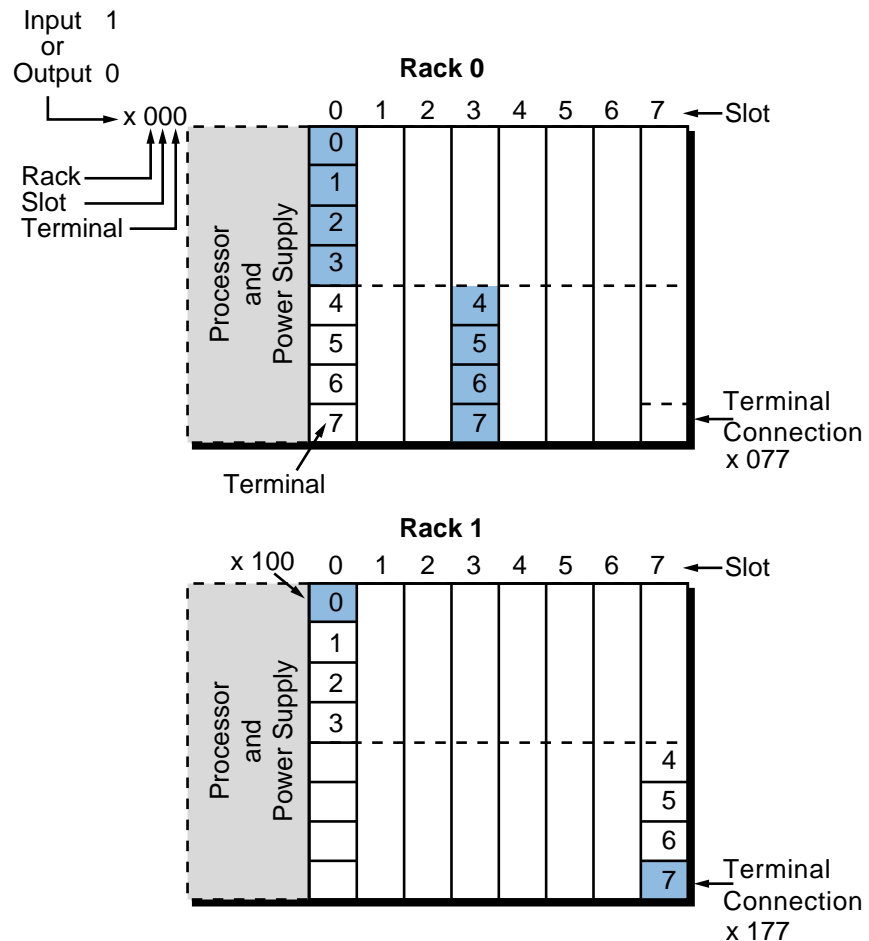 Input 1
or
Output 0
x 000
Rack
Slot
Terminal
Rack 0
0 1 2 3 4 5 6 7
Slot
Processor
and
Power Supply
0
1
2
3
4 4
5 5
6 6
7 7
Terminal
Terminal
Connection
x 077
Rack 1
x 100
0 1 2 3 4 5 6 7
Slot
Processor
and
Power Supply
0
1
2
3
4
5
6
7
Terminal
Connection
x 177